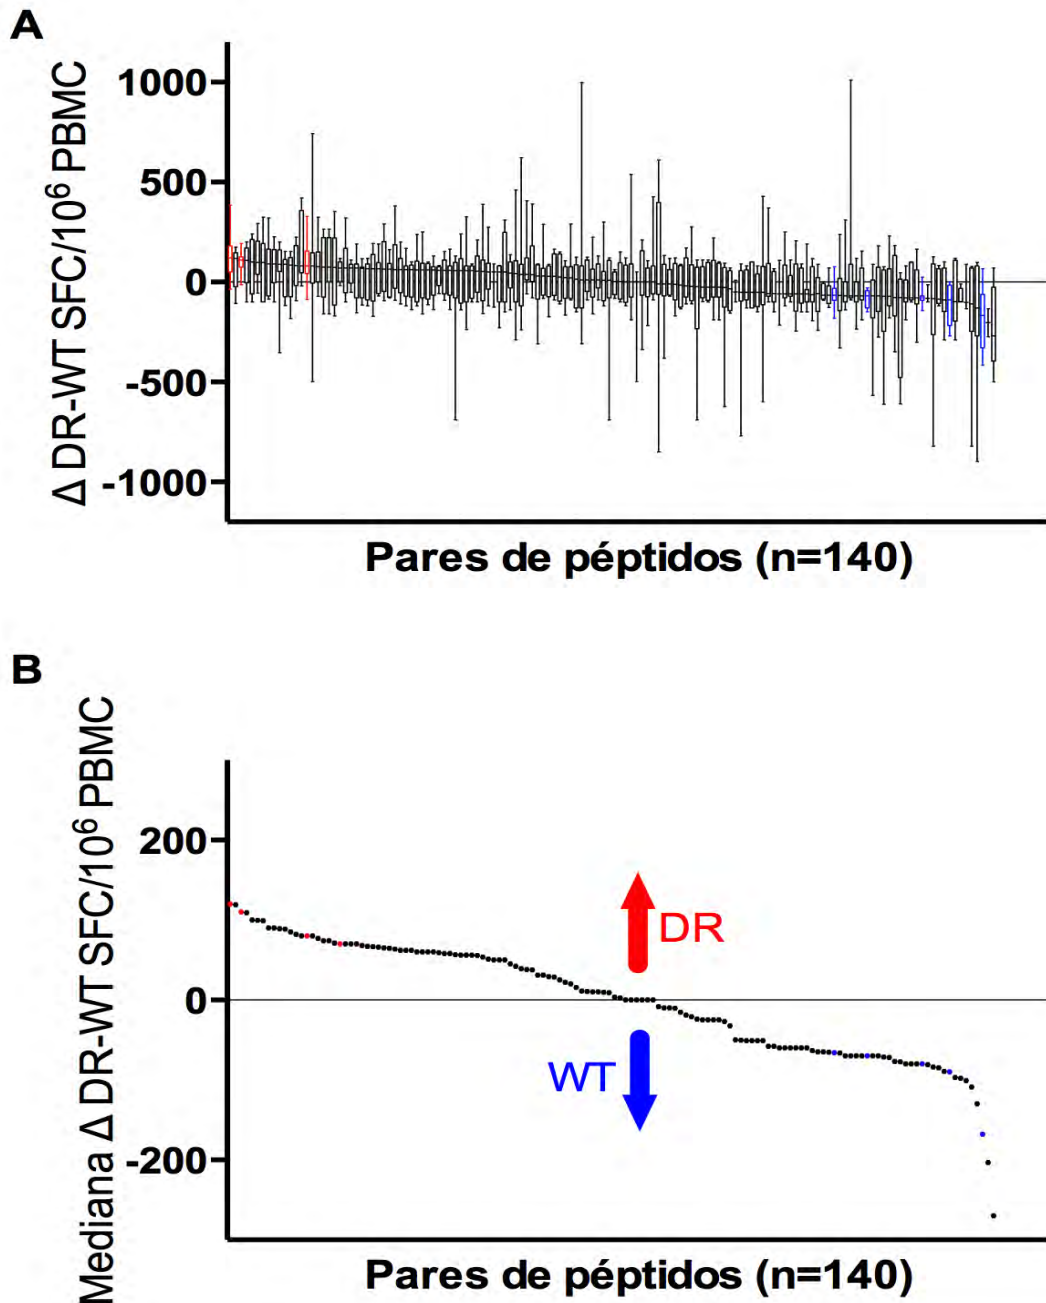 A
Δ DR-WT SFC/10⁶ PBMC
1000
500
0
-500
-1000
Pares de péptidos (n=140)
B
Mediana Δ DR-WT SFC/10⁶ PBMC
200
0
-200
DR
WT
Pares de péptidos (n=140)